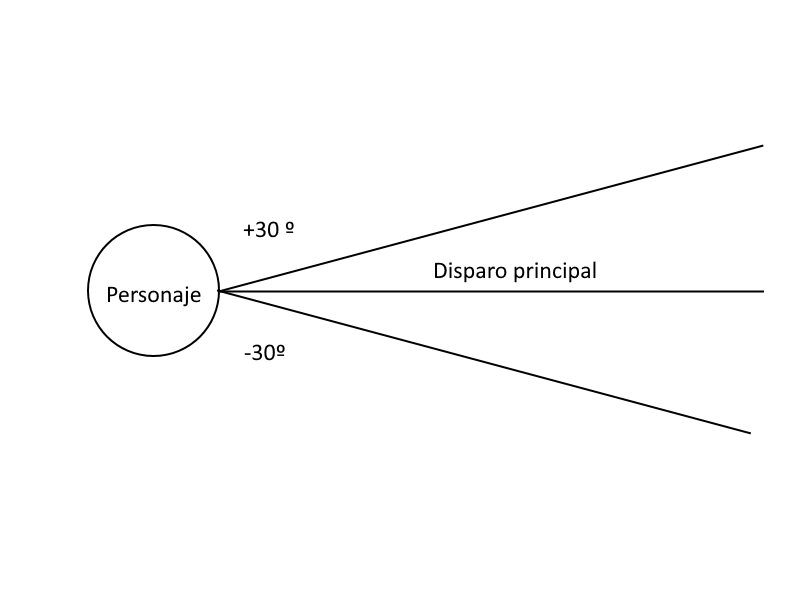 +30 º
Disparo principal
Personaje
-30º